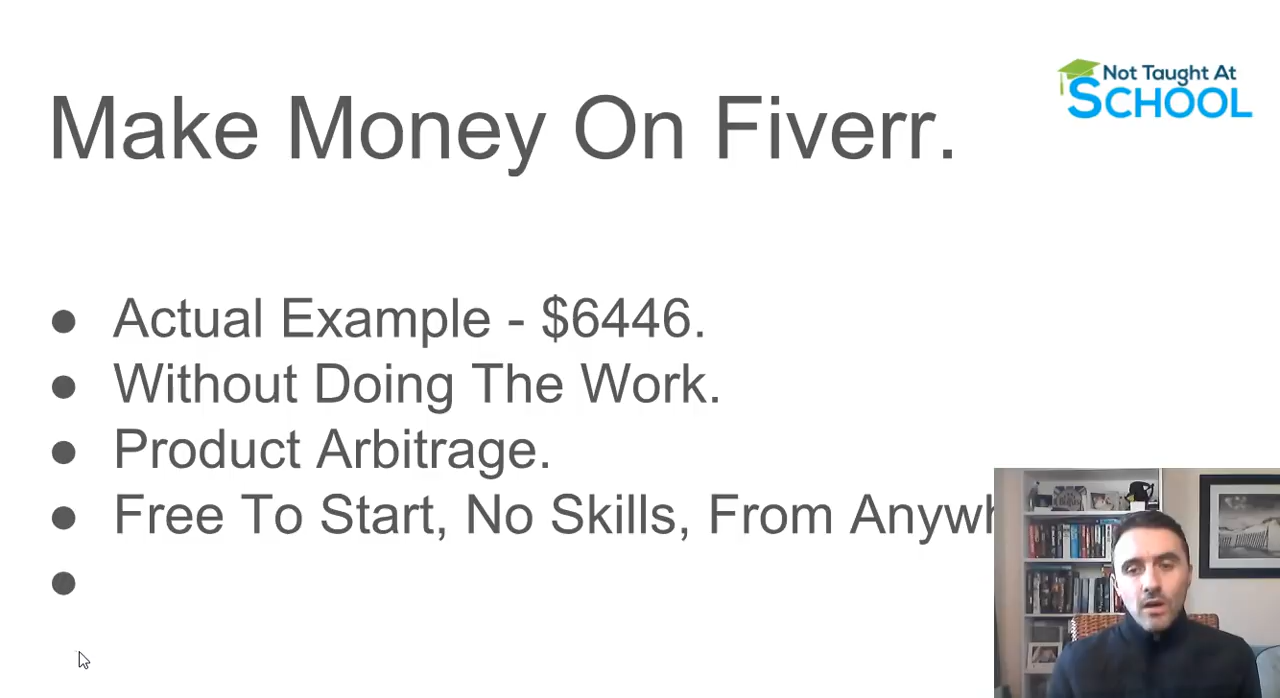 Not Taught At
SCHOOL
Make Money On Fiverr.
● Actual Example - $6446.
● Without Doing The Work.
● Product Arbitrage.
● Free To Start, No Skills, From
●